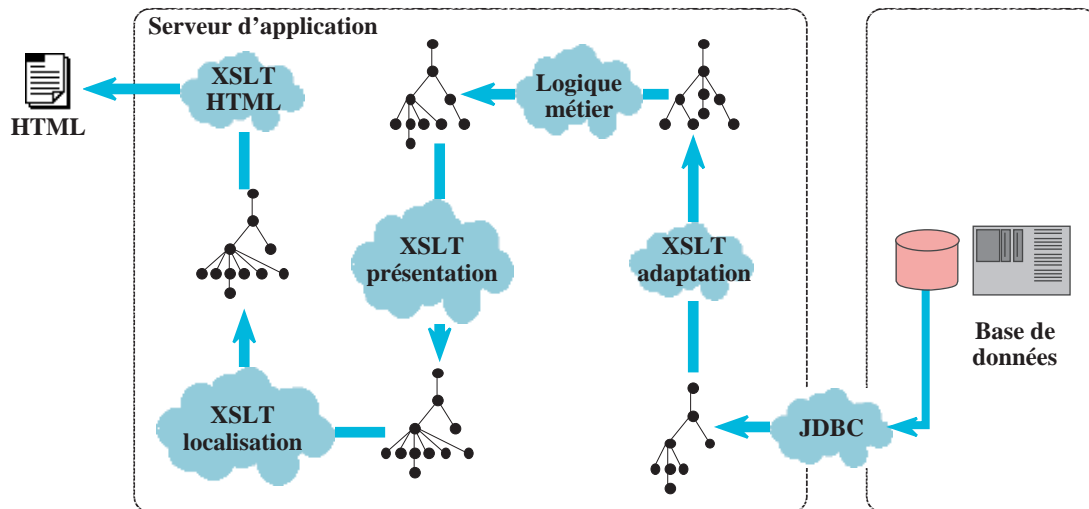 Serveur d’application
XSLT
HTML
HTML
Logique
métier
XSLT
présentation
XSLT
adaptation
Base de
données
XSLT
localisation
JDBC